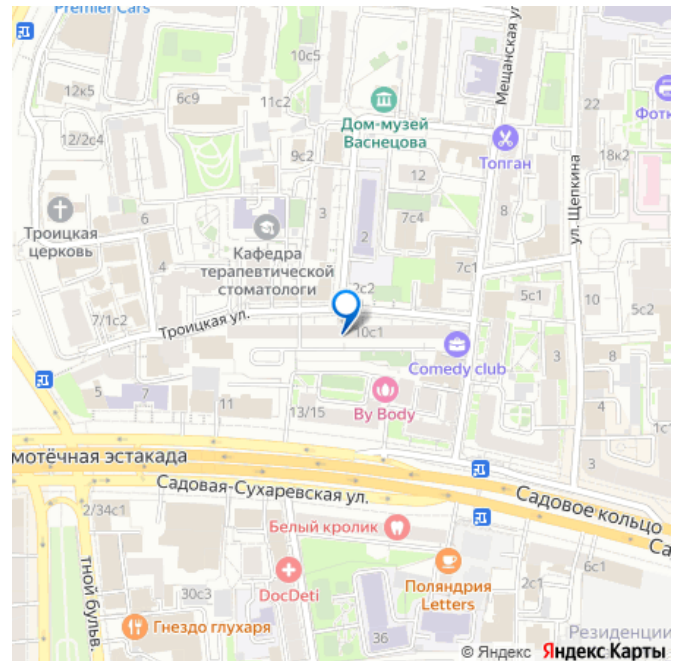 Premier Cars
10с5
12к5
6с9
11с2
Мещанская ул
22
Фотк
Дом-музей
Васнецова
12/2с4
9с2
Топган
18к2
12
6
3
7с4
8
ул. Щепкина
Троицкая
церковь
2
Кафедра
терапевтической
стоматологи
4
7с1
2с2
5с1
10
5с2
7/1с2
Троицкая ул.
10с1
Comedy club
3
8
5
7
11
13/15
By Body
4
1с1
мотёчная эстакада
3
Садовая-Сухаревская ул.
Садовое кольцо
Са
2/34с1
Белый кролик
тной бульв.
DocDeti
Поляндрия
Letters
2с1
6с1
30с3
Гнездо глухаря
36
Резиденции
© Яндекс Яндекс Карты